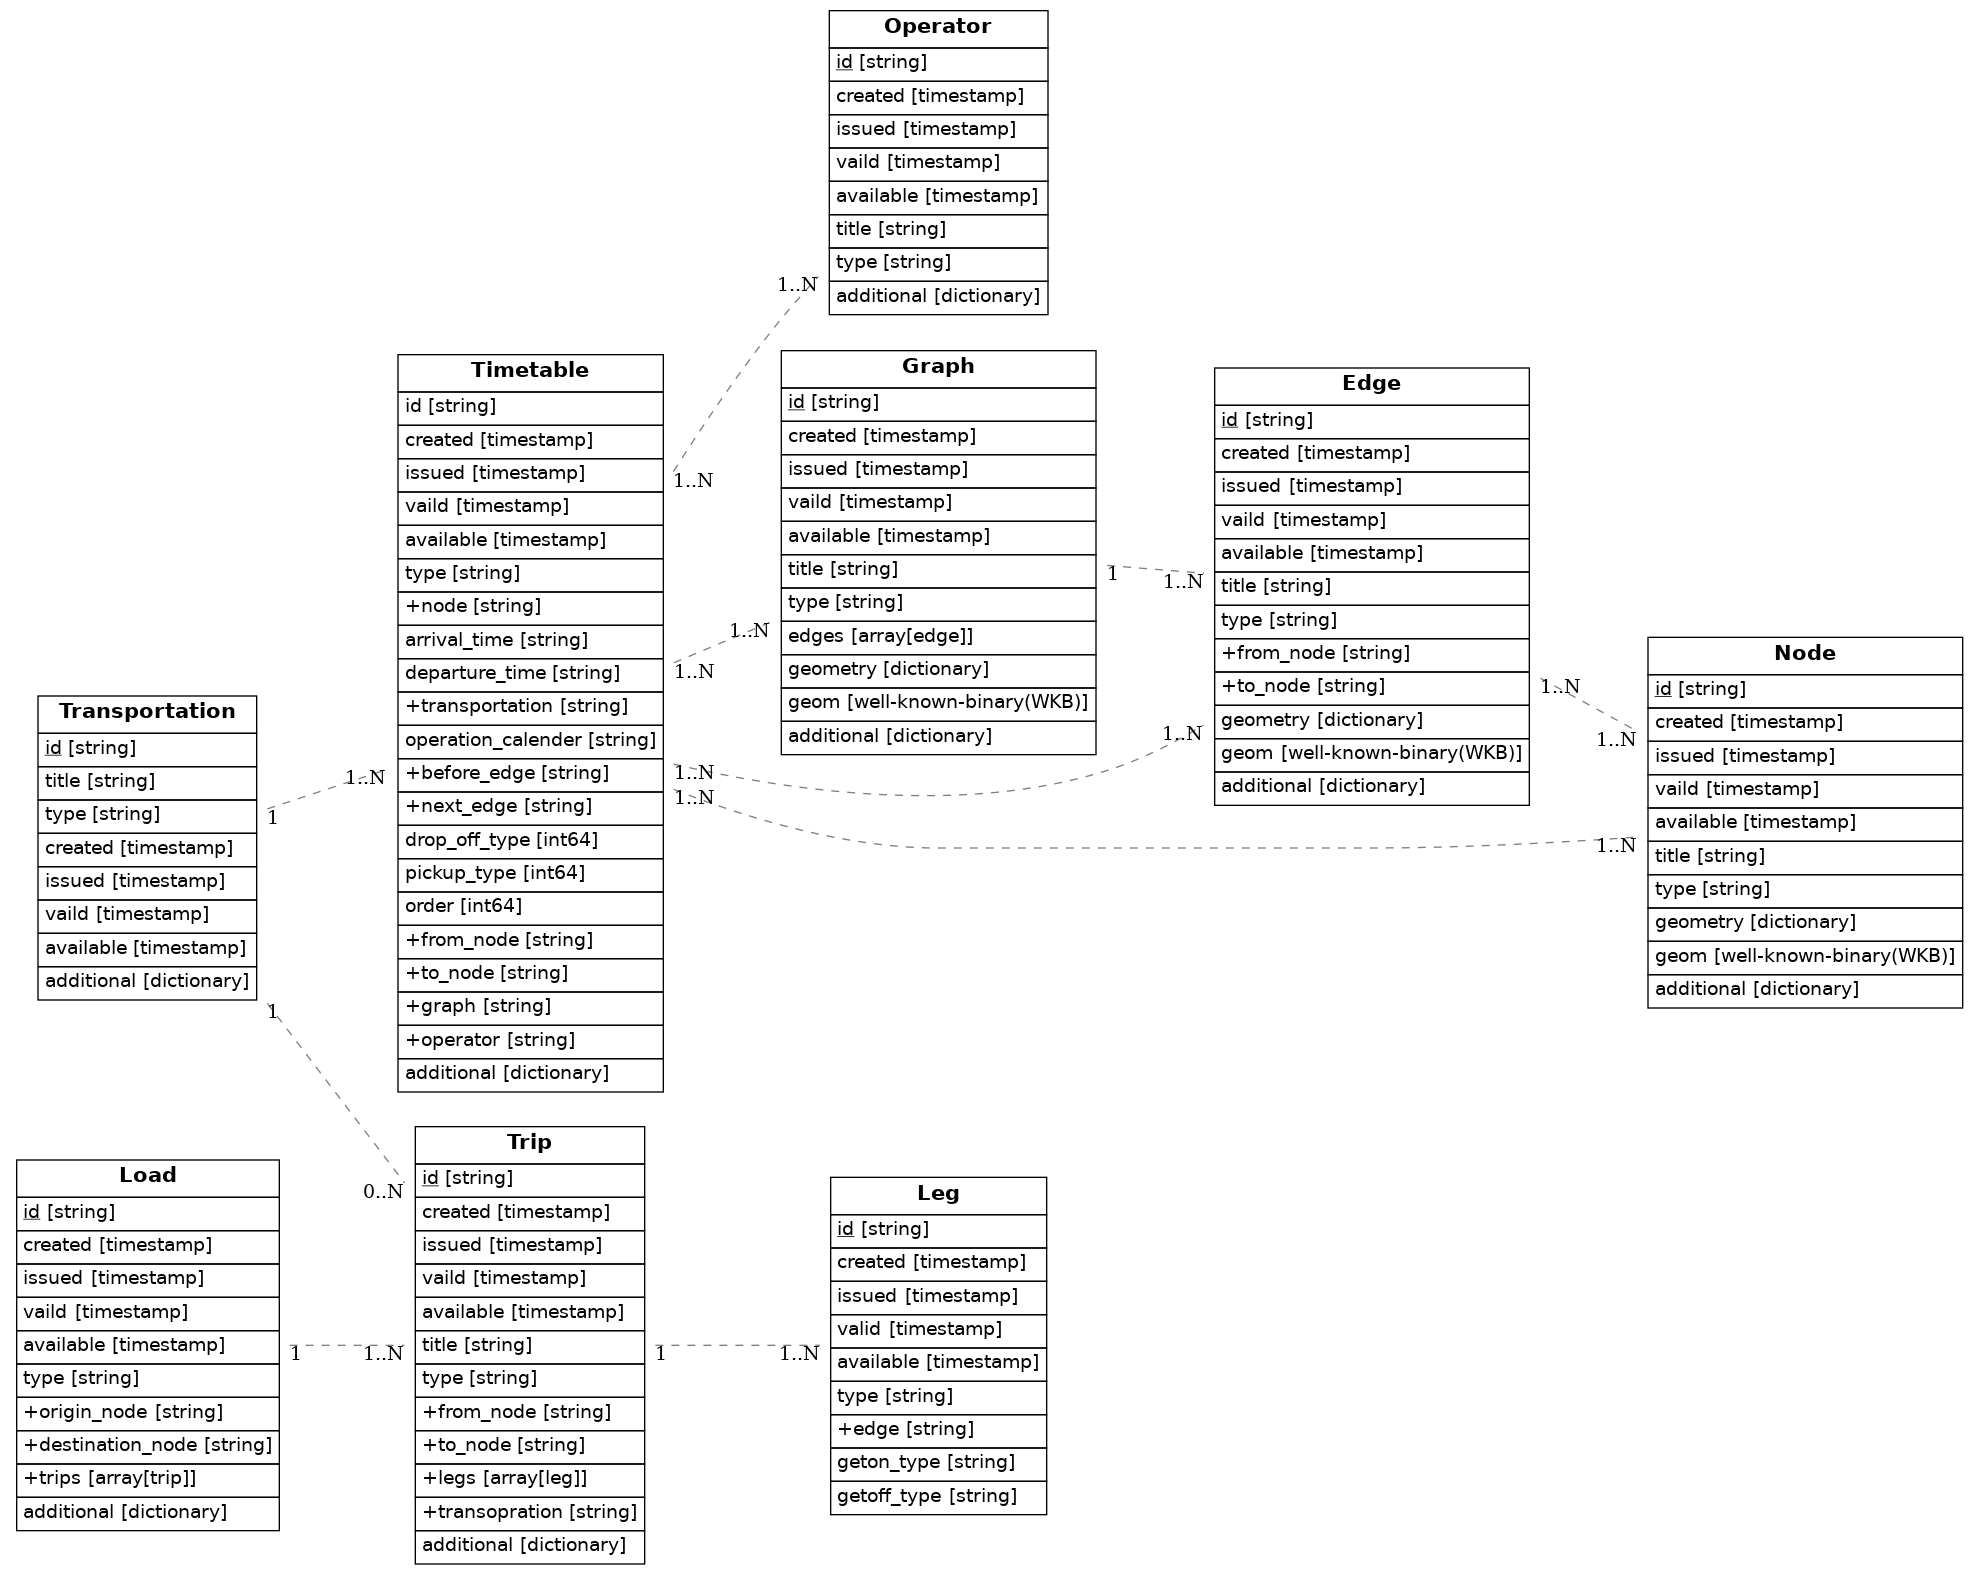 Operator
id [string]
created [timestamp]
issued [timestamp]
vaild [timestamp]
available [timestamp]
title [string]
type [string]
additional [dictionary]
1..N
1..N
Timetable
id [string]
created [timestamp]
issued [timestamp]
vaild [timestamp]
available [timestamp]
type [string]
+node [string]
arrival_time [string]
departure_time [string]
+transportation [string]
operation_calender [string]
+before_edge [string]
+next_edge [string]
drop_off_type [int64]
pickup_type [int64]
order [int64]
+from_node [string]
+to_node [string]
+graph [string]
+operator [string]
additional [dictionary]
1..N
1..N
Graph
id [string]
created [timestamp]
issued [timestamp]
vaild [timestamp]
available [timestamp]
title [string]
type [string]
edges [array[edge]]
geometry [dictionary]
geom [well-known-binary(WKB)]
additional [dictionary]
1
1..N
Edge
id [string]
created [timestamp]
issued [timestamp]
vaild [timestamp]
available [timestamp]
title [string]
type [string]
+from_node [string]
+to_node [string]
geometry [dictionary]
geom [well-known-binary(WKB)]
additional [dictionary]
1..N
1..N
1..N
1..N
1..N
1..N
Node
id [string]
created [timestamp]
issued [timestamp]
vaild [timestamp]
available [timestamp]
title [string]
type [string]
geometry [dictionary]
geom [well-known-binary(WKB)]
additional [dictionary]
Transportation
id [string]
title [string]
type [string]
created [timestamp]
issued [timestamp]
vaild [timestamp]
available [timestamp]
additional [dictionary]
1
1..N
1
0..N
Load
id [string]
created [timestamp]
issued [timestamp]
vaild [timestamp]
available [timestamp]
type [string]
+origin_node [string]
+destination_node [string]
+trips [array[trip]]
additional [dictionary]
1
1..N
Trip
id [string]
created [timestamp]
issued [timestamp]
vaild [timestamp]
available [timestamp]
title [string]
type [string]
+from_node [string]
+to_node [string]
+legs [array[leg]]
+transopration [string]
additional [dictionary]
1
1..N
Leg
id [string]
created [timestamp]
issued [timestamp]
valid [timestamp]
available [timestamp]
type [string]
+edge [string]
geton_type [string]
getoff_type [string]